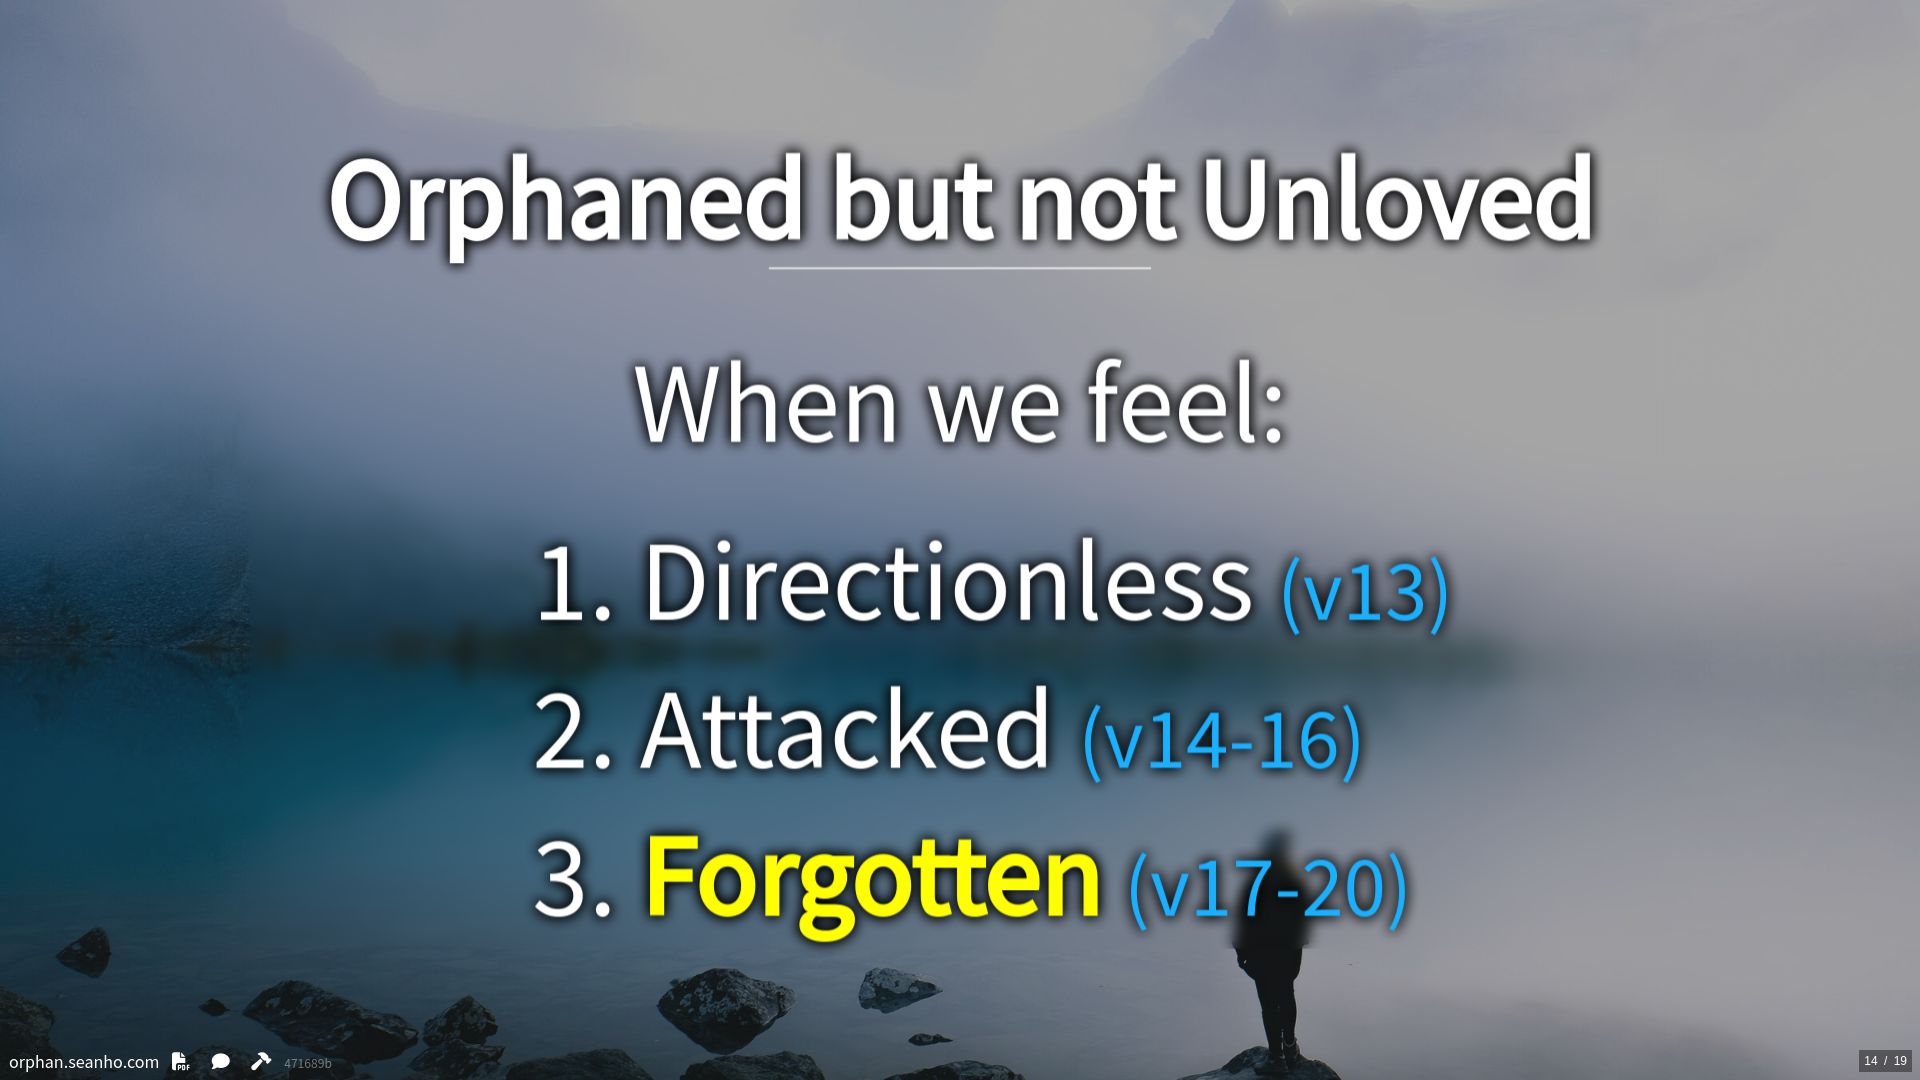 Orphaned but not Unloved
When we feel:
1. Directionless (v13)
2. Attacked (v14-16)
3. Forgotten (v17-20)
orphan.seanho.com PDF 471689b
14 / 19